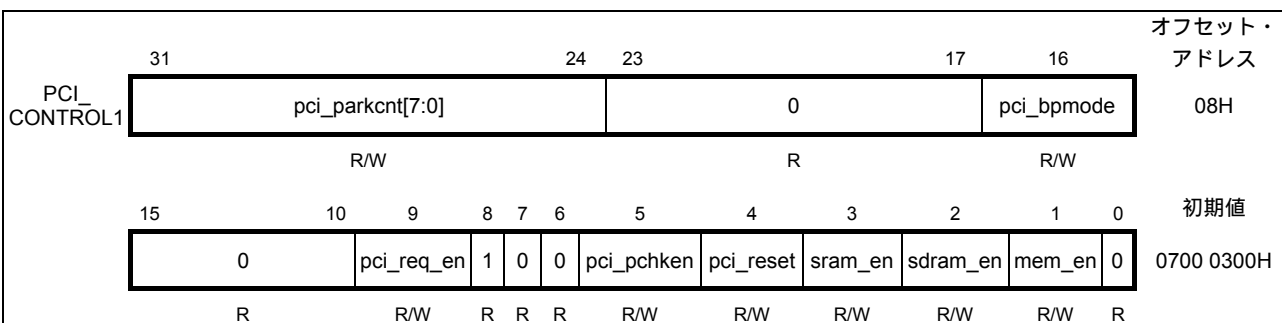 オフセット・
31 24 23 17 16 アドレス
PCI_
CONTROL1
pci_parkcnt[7:0] 0 pci_bpmode 08H
R/W R R/W
15 10 9 8 7 6 5 4 3 2 1 0 初期値
0 pci_req_en 1 0 0 pci_pchken pci_reset sram_en sdram_en mem_en 0 0700 0300H
R R/W R R R R/W R/W R/W R/W R/W R